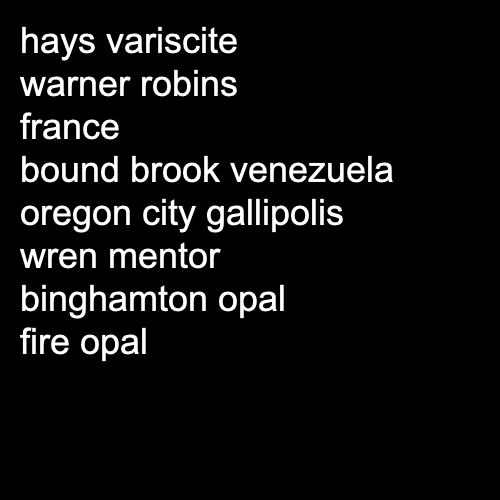 hays variscite
warner robins
france
bound brook venezuela
oregon city gallipolis
wren mentor
binghamton opal
fire opal